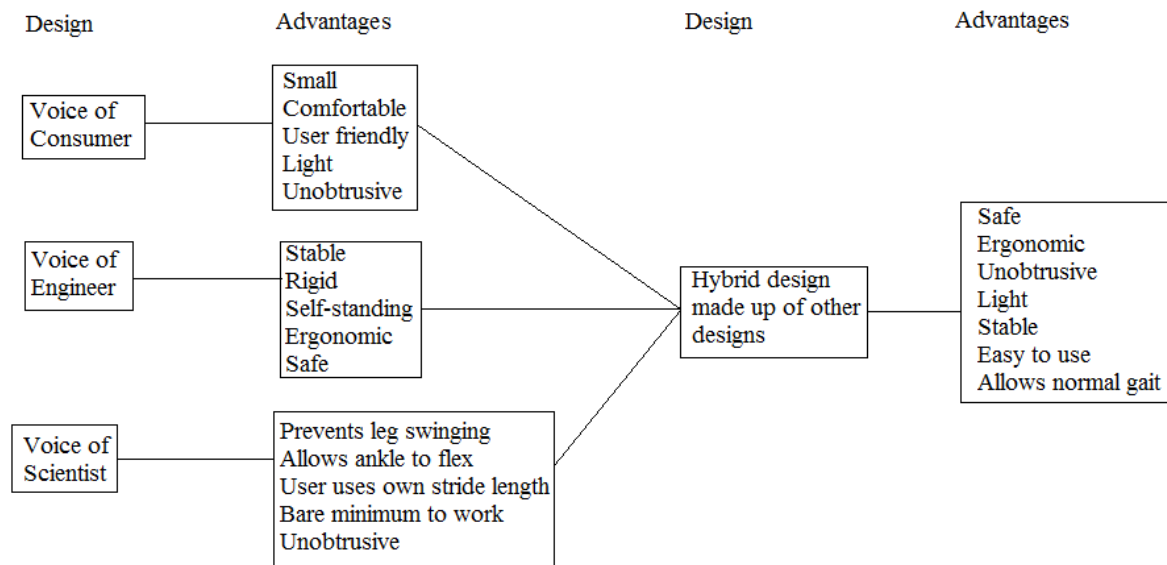 Design
Advantages
Design
Advantages
Voice of
Consumer
Small
Comfortable
User friendly
Light
Unobtrusive
Voice of
Engineer
Stable
Rigid
Self-standing
Ergonomic
Safe
Voice of
Scientist
Prevents leg swinging
Allows ankle to flex
User uses own stride length
Bare minimum to work
Unobtrusive
Hybrid design
made up of other
designs
Safe
Ergonomic
Unobtrusive
Light
Stable
Easy to use
Allows normal gait